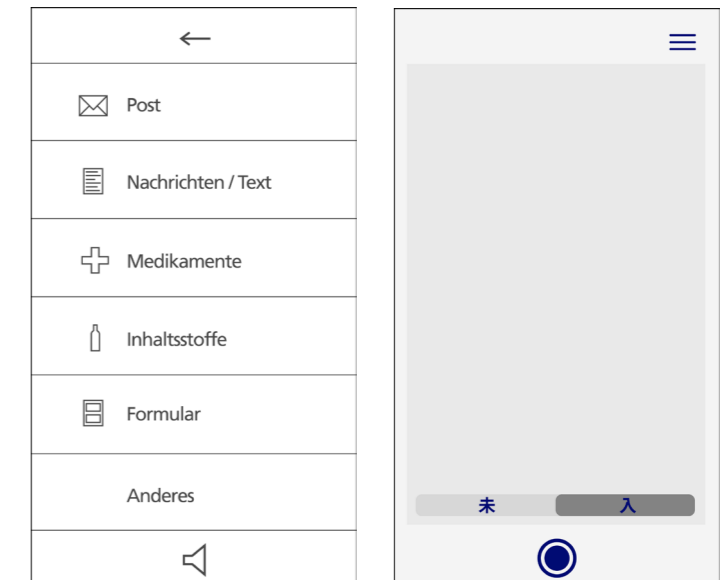 Post
Nachrichten / Text
Medikamente
Inhaltsstoffe
Formular
Anderes
未 入